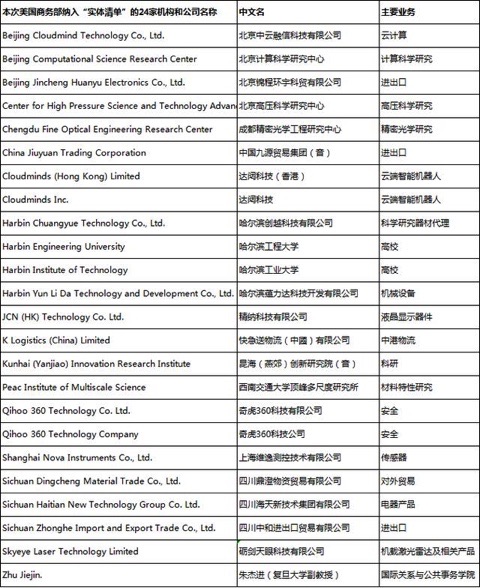 本次美国商务部纳入“实体清单”的24家机构和公司名称 中文名 主要业务
Beijing Cloudmind Technology Co., Ltd. 北京中云融信科技有限公司 云计算
Beijing Computational Science Research Center 北京计算科学研究中心 计算科学研究
Beijing Jincheng Huanyu Electronics Co., Ltd. 北京锦程环宇科贸有限公司 进出口
Center for High Pressure Science and Technology Advan 北京高压科学研究中心 高压科学研究
Chengdu Fine Optical Engineering Research Center 成都精密光学工程研究中心 精密光学研究
China Jiuyuan Trading Corporation 中国九源贸易集团（音） 进出口
Cloudminds (Hong Kong) Limited 达闼科技（香港） 云端智能机器人
Cloudminds Inc. 达闼科技 云端智能机器人
Harbin Chuangyue Technology Co., Ltd. 哈尔滨创越科技有限公司 科学研究器材代理
Harbin Engineering University 哈尔滨工程大学 高校
Harbin Institute of Technology 哈尔滨工业大学 高校
Harbin Yun Li Da Technology and Development Co., Ltd. 哈尔滨蕴力达科技开发有限公司 机械设备
JCN (HK) Technology Co. Ltd. 精纳科技有限公司 液晶显示器件
K Logistics (China) Limited 快急送物流（中國）有限公司 中港物流
Kunhai (Yanjiao) Innovation Research Institute 昆海（燕郊）创新研究院（音） 科研
Peac Institute of Multiscale Science 西南交通大学顶峰多尺度研究所 材料特性研究
Qihoo 360 Technology Co. Ltd. 奇虎360科技有限公司 安全
Qihoo 360 Technology Company 奇虎360科技公司 安全
Shanghai Nova Instruments Co., Ltd. 上海维逸测控技术有限公司 传感器
Sichuan Dingcheng Material Trade Co., Ltd. 四川鼎澄物资贸易有限公司 对外贸易
Sichuan Haitian New Technology Group Co. Ltd. 四川海天新技术集团有限公司 电器产品
Sichuan Zhonghe Import and Export Trade Co., Ltd. 四川中和进出口贸易有限公司 进出口
Skyeye Laser Technology Limited 砺剑天眼科技有限公司 机载激光雷达及相关产品
Zhu Jiejin. 朱杰进（复旦大学副教授） 国际关系与公共事务学院